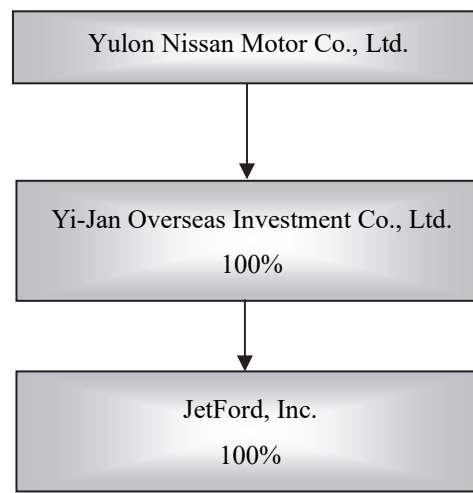 Yulon Nissan Motor Co., Ltd.
Yi-Jan Overseas Investment Co., Ltd.
100%
JetFord, Inc.
100%